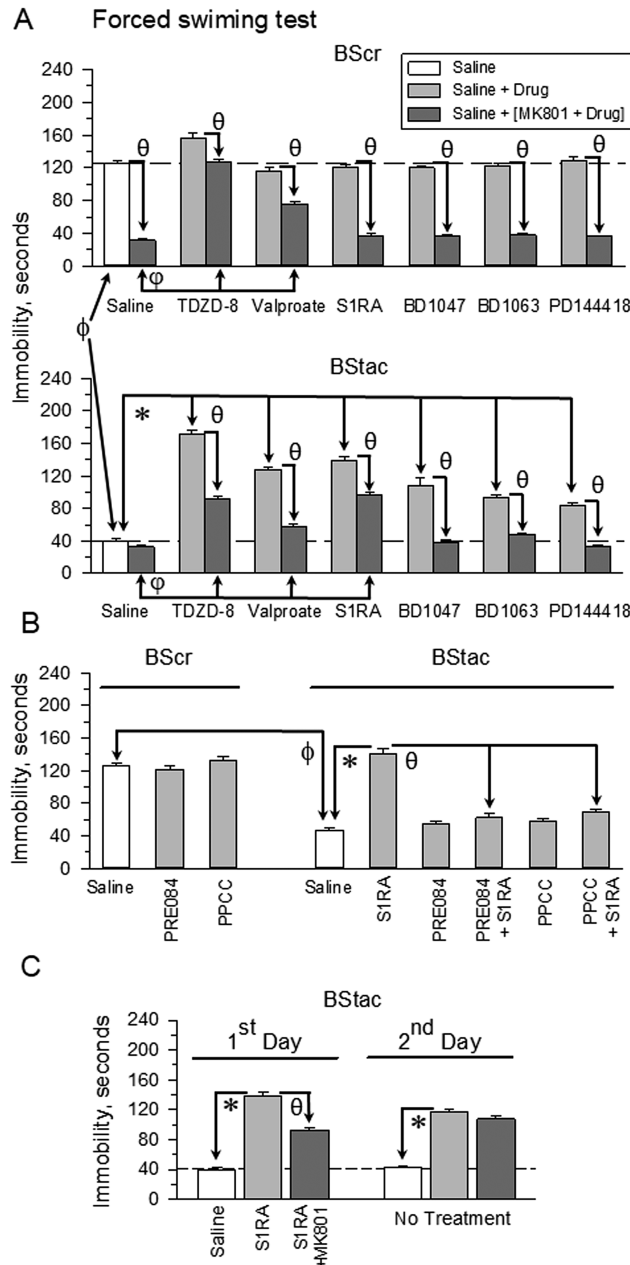 A Forced swiming test
BScr
Saline
Saline + Drug
Saline + [MK801 + Drug]
240
200
160
120
80
40
0
θ θ θ θ θ θ θ
φ
Saline TDZD-8 Valproate S1RA BD1047 BD1063 PD144418
ϕ
Immobility, seconds
BStac
240
200
160
120
80
40
0
*
θ θ θ θ θ θ
φ
Saline TDZD-8 Valproate S1RA BD1047 BD1063 PD144418
B
BScr BStac
Immobility, seconds
240
200
160
120
80
40
0
ϕ * θ
Saline PRE084 PPCC Saline S1RA PRE084 PRE084 + S1RA PPCC PPCC + S1RA
C
BStac
1st Day 2nd Day
Immobility, seconds
240
200
160
120
80
40
0
* θ *
Saline S1RA S1RA +MK801 No Treatment